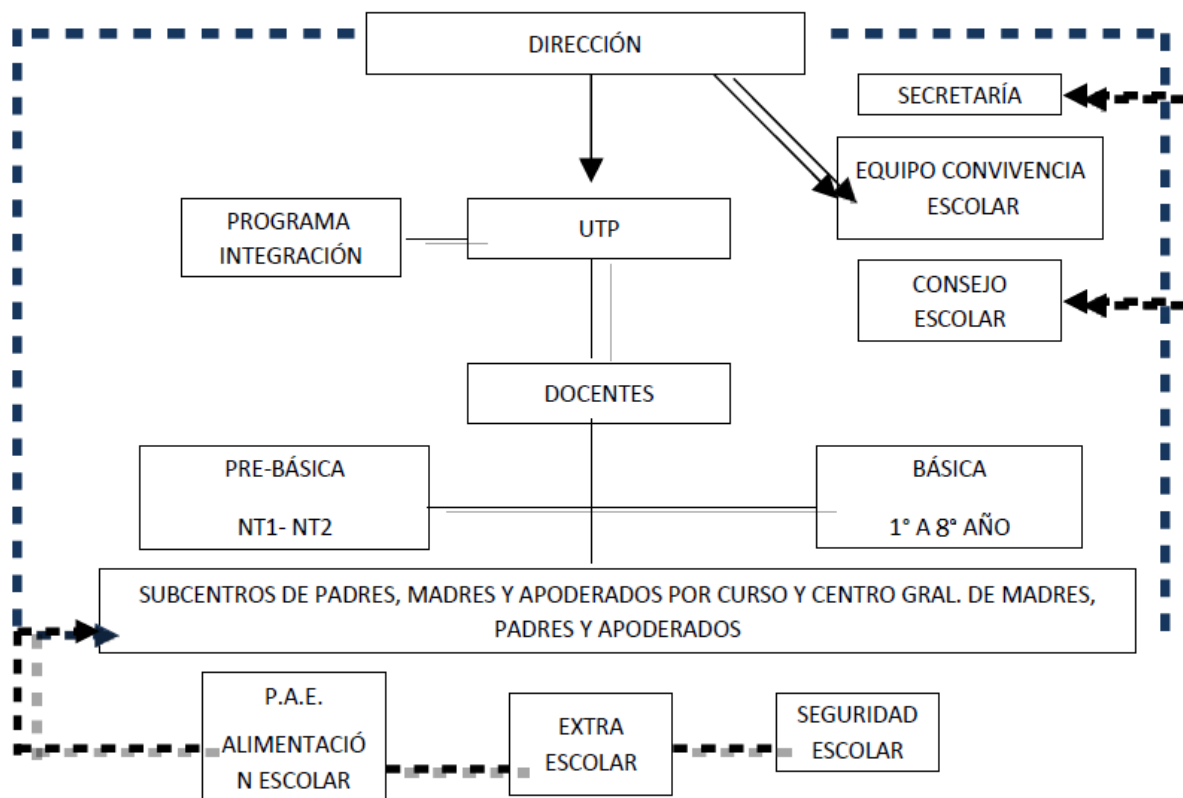 DIRECCIÓN
SECRETARÍA
EQUIPO CONVIVENCIA
ESCOLAR
PROGRAMA
INTEGRACIÓN
UTP
CONSEJO
ESCOLAR
DOCENTES
PRE-BÁSICA
NT1- NT2
BÁSICA
1° A 8° AÑO
SUBCENTROS DE PADRES, MADRES Y APODERADOS POR CURSO Y CENTRO GRAL. DE MADRES,
PADRES Y APODERADOS
P.A.E.
ALIMENTACIÓ
N ESCOLAR
EXTRA
ESCOLAR
SEGURIDAD
ESCOLAR